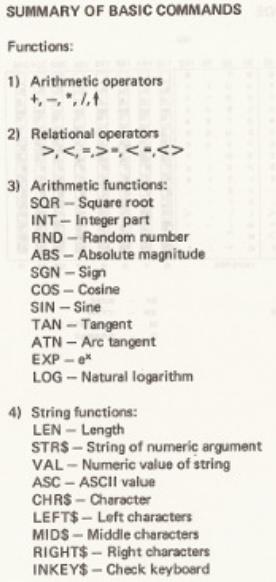 SUMMARY OF BASIC COMMANDS
Functions:
1) Arithmetic operators
+, –, *, /, ↑
2) Relational operators
>, <, =, > =, < =, < >
3) Arithmetic functions:
SQR – Square root
INT – Integer part
RND – Random number
ABS – Absolute magnitude
SGN – Sign
COS – Cosine
SIN – Sine
TAN – Tangent
ATN – Arc tangent
EXP – eˣ
LOG – Natural logarithm
4) String functions:
LEN – Length
STR$ – String of numeric argument
VAL – Numeric value of string
ASC – ASCII value
CHR$ – Character
LEFT$ – Left characters
MID$ – Middle characters
RIGHT$ – Right characters
INKEY$ – Check keyboard